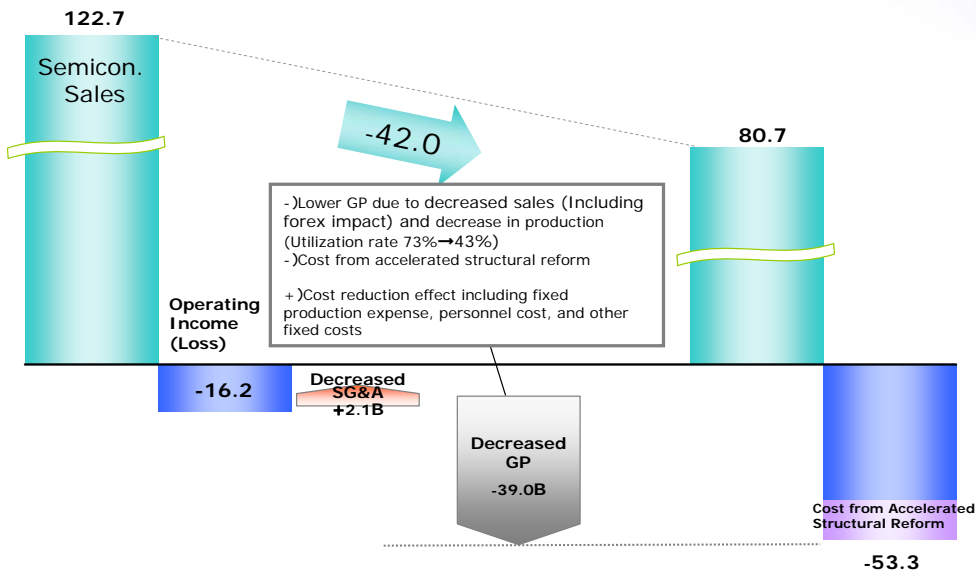 122.7
Semicon.
Sales
-42.0
80.7
-)Lower GP due to decreased sales (Including
forex impact) and decrease in production
(Utilization rate 73%→43%)
-)Cost from accelerated structural reform
+)Cost reduction effect including fixed
production expense, personnel cost, and other
fixed costs
Operating
Income
(Loss)
-16.2
Decreased
SG&A
+2.1B
Decreased
GP
-39.0B
Cost from Accelerated
Structural Reform
-53.3